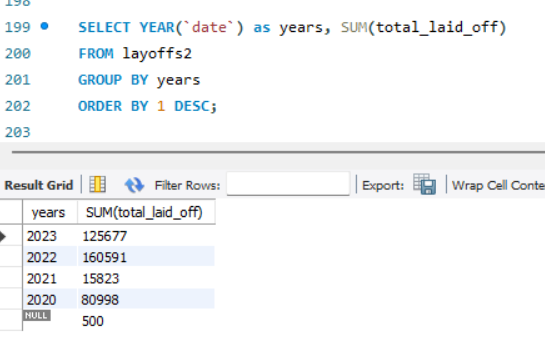 198
199 SELECT YEAR(`date`) as years, SUM(total_laid_off)
200 FROM layoffs2
201 GROUP BY years
202 ORDER BY 1 DESC;
203
Result Grid Filter Rows: Export: Wrap Cell Conte
years SUM(total_laid_off)
2023 125677
2022 160591
2021 15823
2020 80998
NULL 500